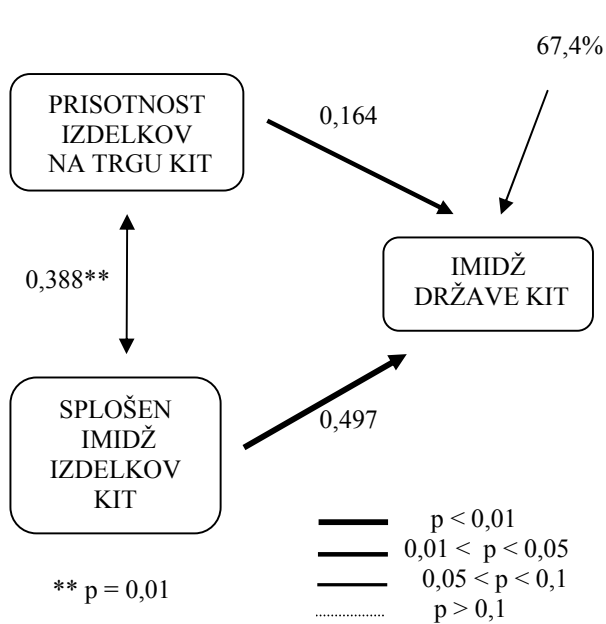 67,4%
PRISOTNOST
IZDELKOV
NA TRGU KIT
0,164
IMIDŽ
DRŽAVE KIT
0,388**
SPLOŠEN
IMIDŽ
IZDELKOV
KIT
0,497
p < 0,01
0,01 < p < 0,05
0,05 < p < 0,1
p > 0,1
** p = 0,01